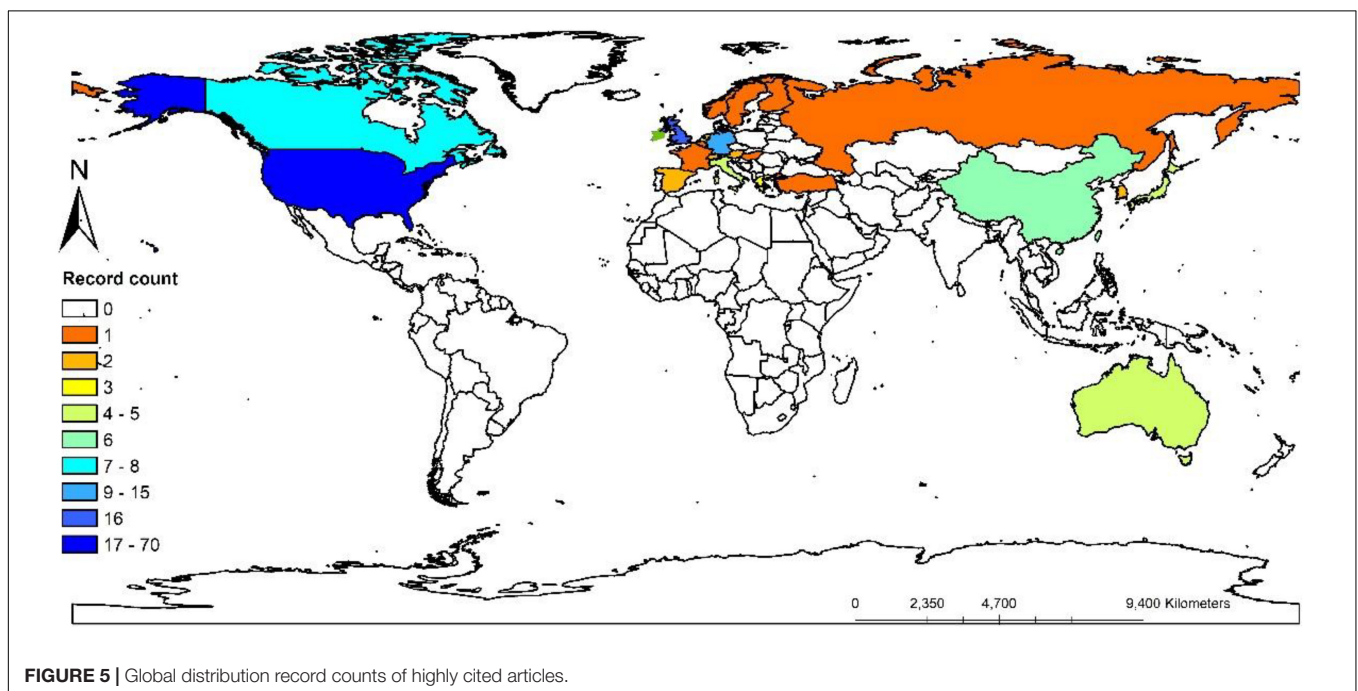 N
Record count
0
1
2
3
4 - 5
6
7 - 8
9 - 15
16
17 - 70
0 2,350 4,700 9,400 Kilometers
FIGURE 5 | Global distribution record counts of highly cited articles.